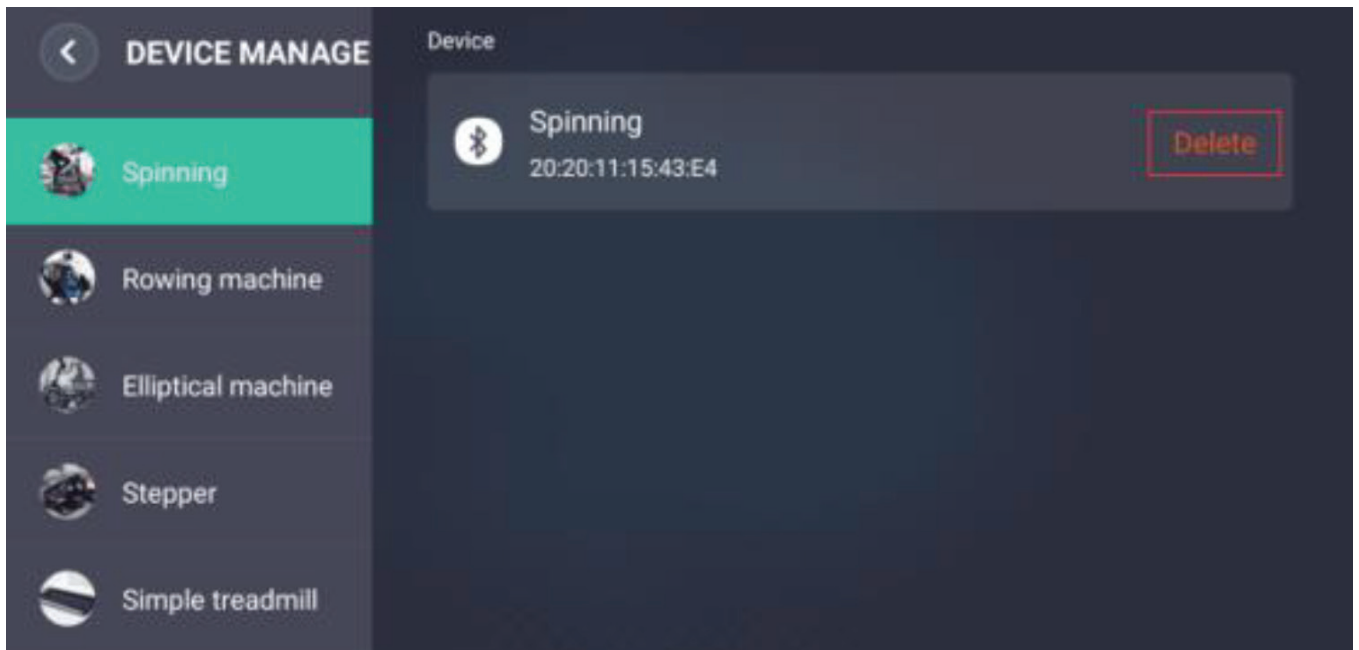 DEVICE MANAGE
Spinning
Rowing machine
Elliptical machine
Stepper
Simple treadmill
Device
Spinning
20:20:11:15:43:E4
Delete